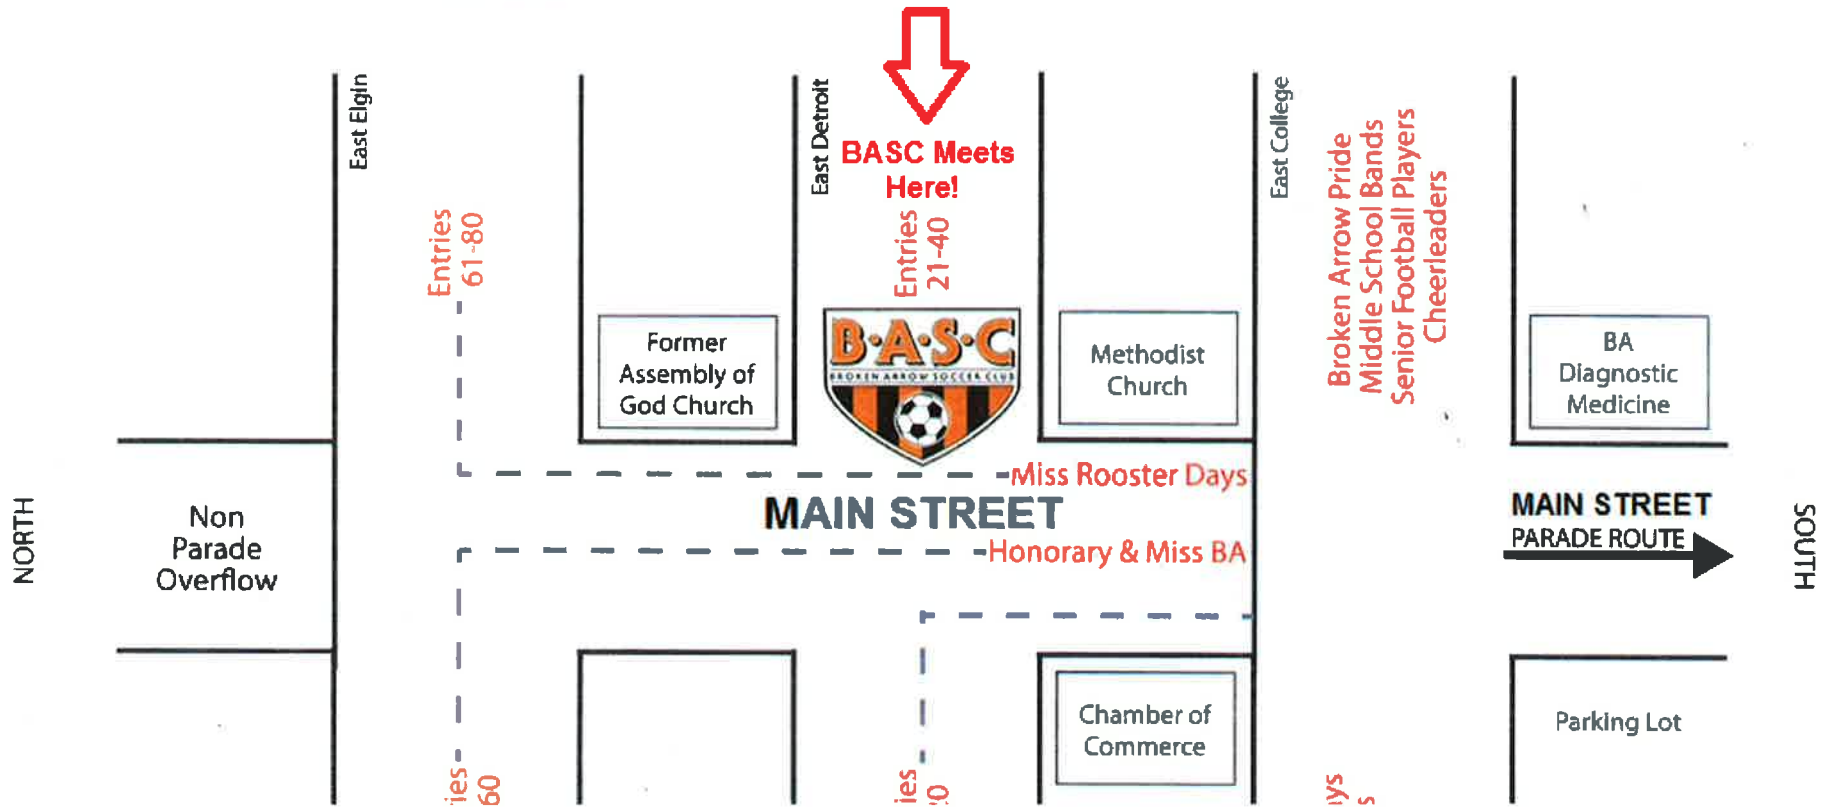 East Elgin
East Detroit
BASC Meets
Here!
East College
Entries
61-80
Entries
21-40
Broken Arrow Pride
Middle School Bands
Senior Football Players
Cheerleaders
Former
Assembly of
God Church
B·A·S·C
BROKEN ARROW SOCCER CLUB
Methodist
Church
BA
Diagnostic
Medicine
NORTH
Non
Parade
Overflow
Miss Rooster Days
MAIN STREET
Honorary & Miss BA
MAIN STREET
PARADE ROUTE
SOUTH
Chamber of
Commerce
Parking Lot
ries
60
ies